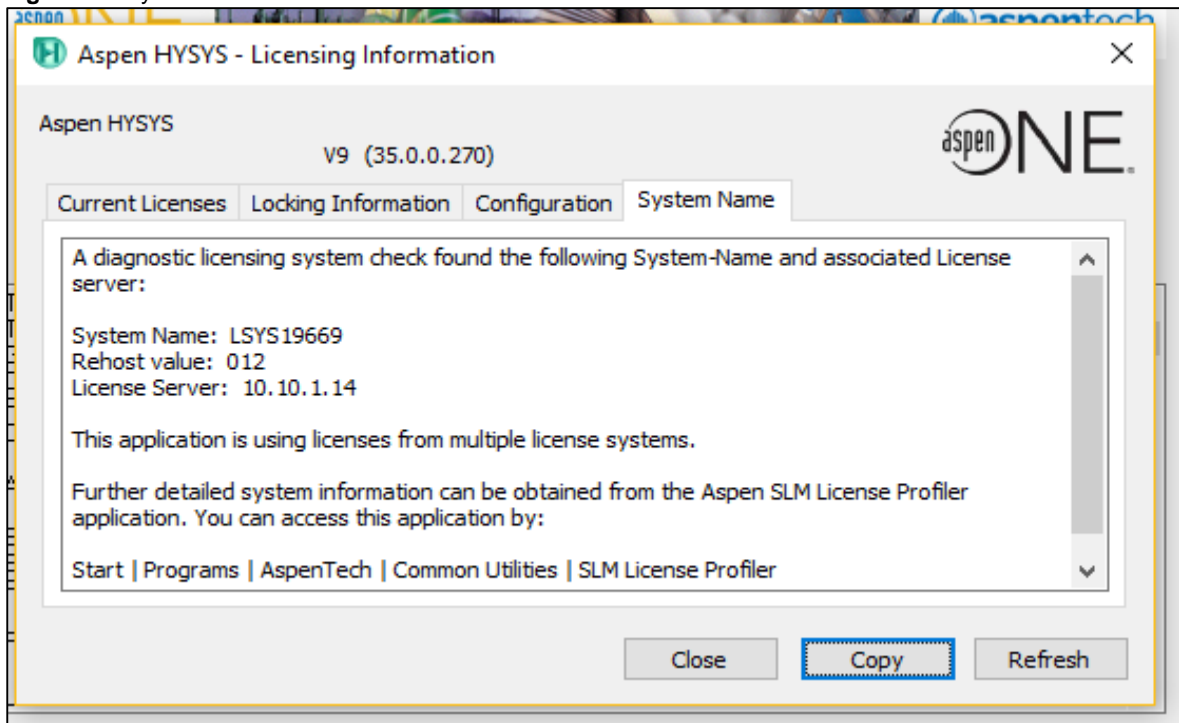 aspentech
Aspen HYSYS - Licensing Information
Aspen HYSYS
V9 (35.0.0.270)
aspen ONE.
Current Licenses Locking Information Configuration System Name
A diagnostic licensing system check found the following System-Name and associated License
server:
System Name: LSYS19669
Rehost value: 012
License Server: 10.10.1.14
This application is using licenses from multiple license systems.
Further detailed system information can be obtained from the Aspen SLM License Profiler
application. You can access this application by:
Start | Programs | AspenTech | Common Utilities | SLM License Profiler
Close Copy Refresh